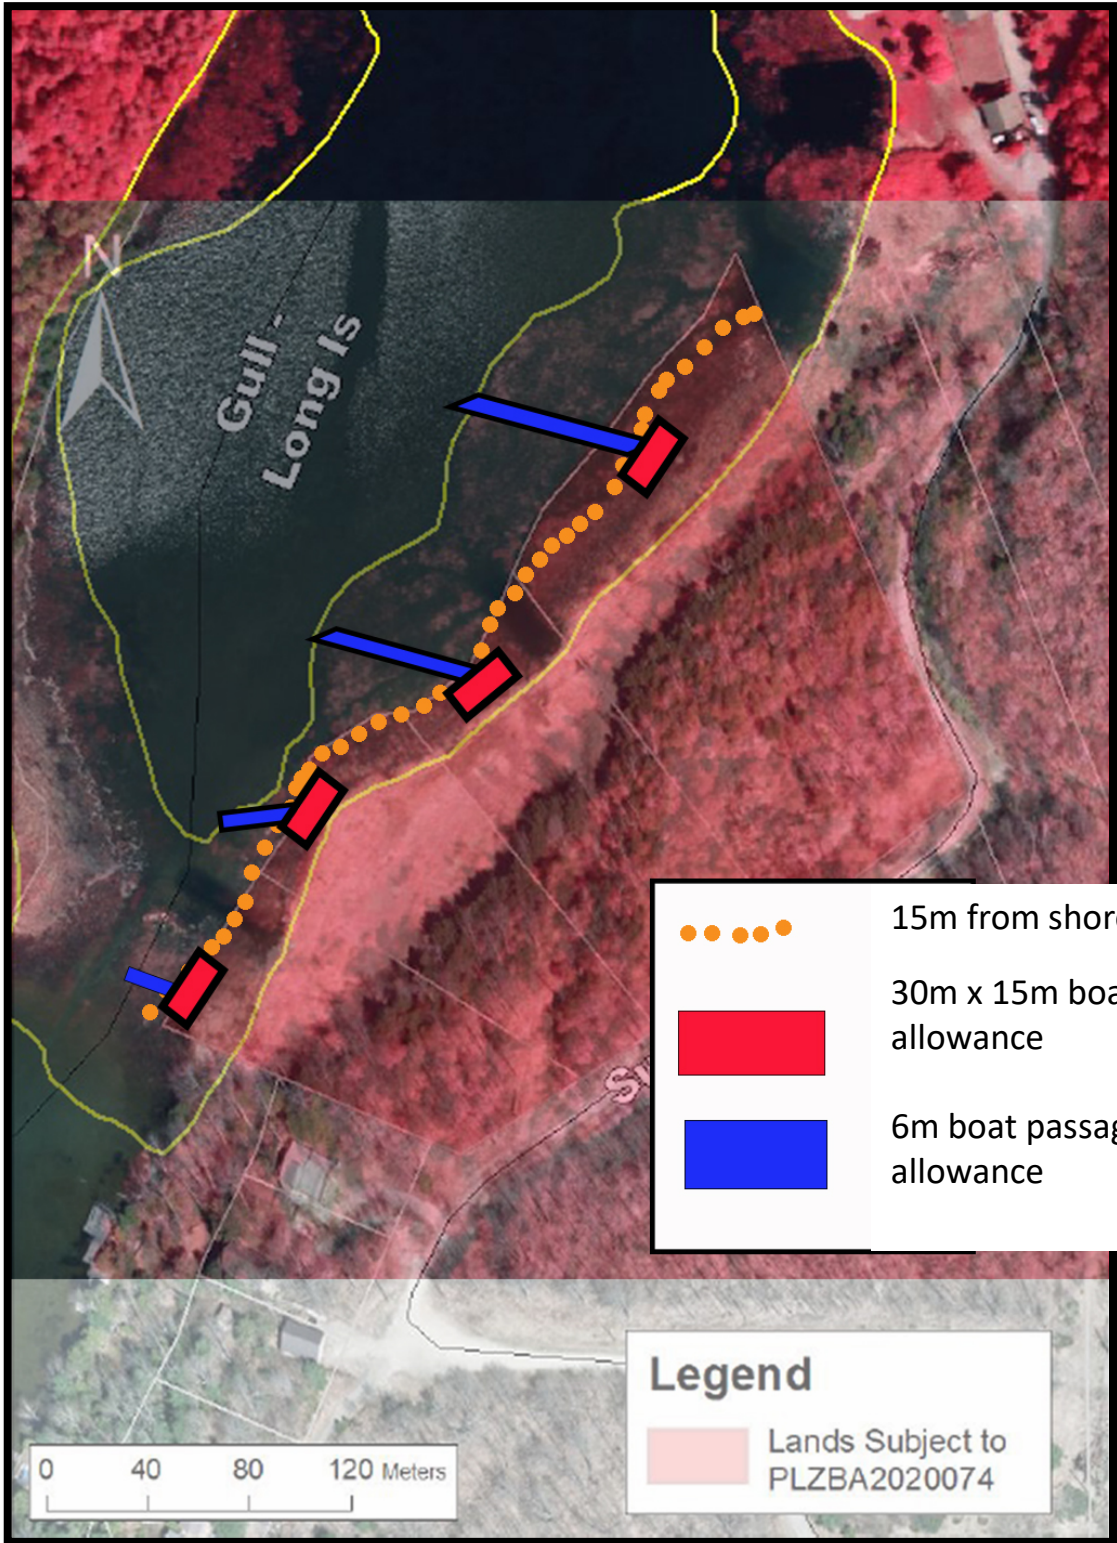 N
Gull -
Long Is
15m from shore
30m x 15m boa
allowance
6m boat passag
allowance
Legend
Lands Subject to
PLZBA2020074
0 40 80 120 Meters